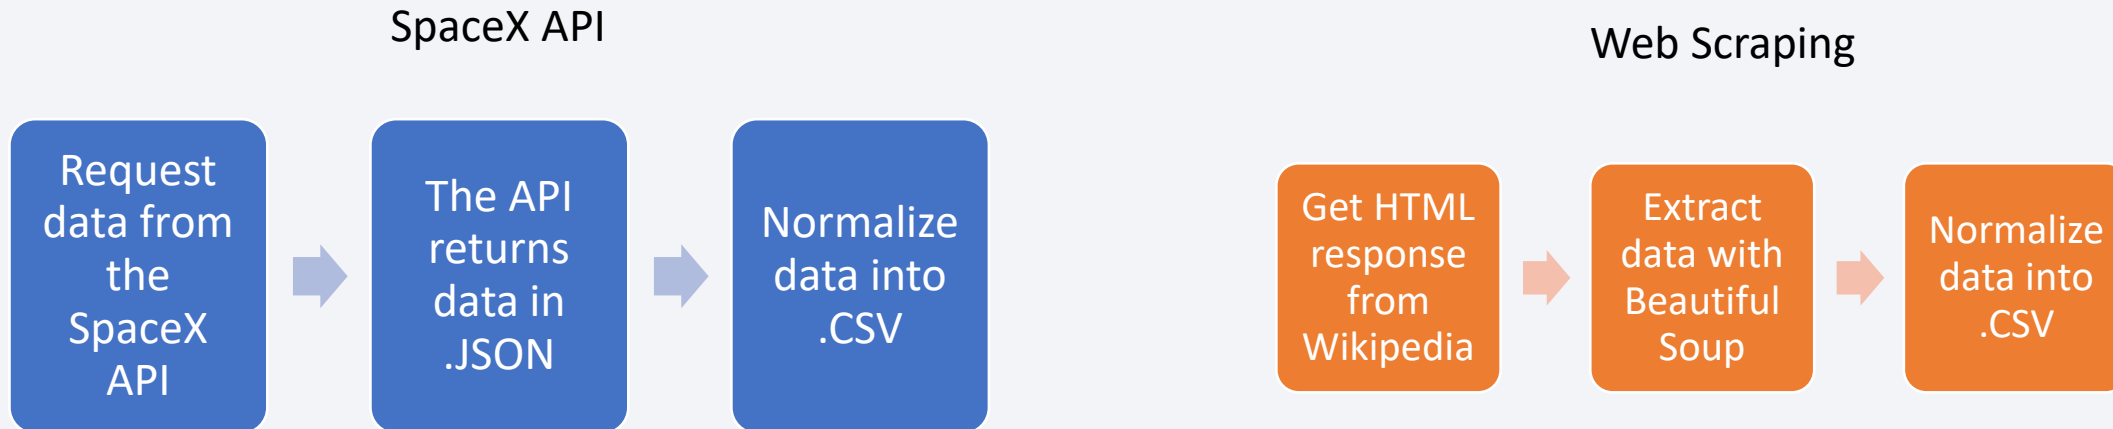 SpaceX API
Request
data from
the
SpaceX
API
The API
returns
data in
.JSON
Normalize
data into
.CSV
Web Scraping
Get HTML
response
from
Wikipedia
Extract
data with
Beautiful
Soup
Normalize
data into
.CSV